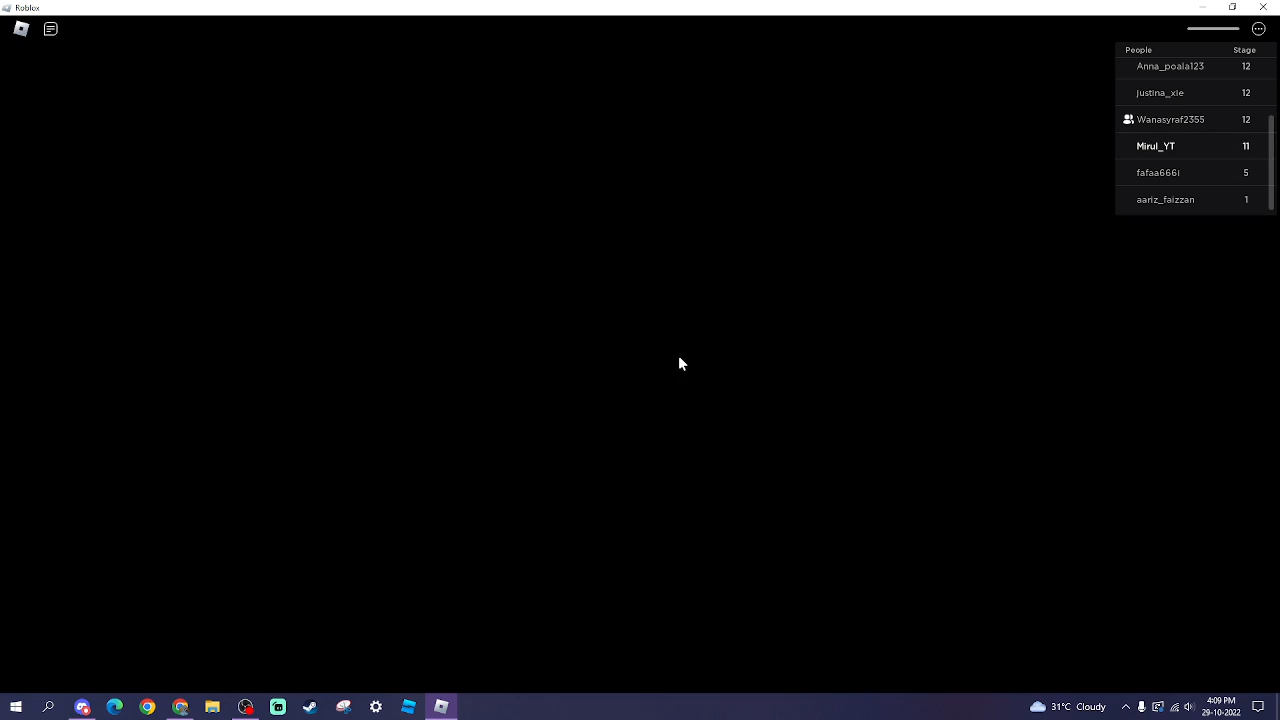 Roblox
People Stage
Anna_poala123 12
justina_xie 12
Wanasyraf2355 12
Mirul_YT 11
fafaa666i 5
aariz_faizzan 1
31°C Cloudy
4:09 PM
29-10-2022